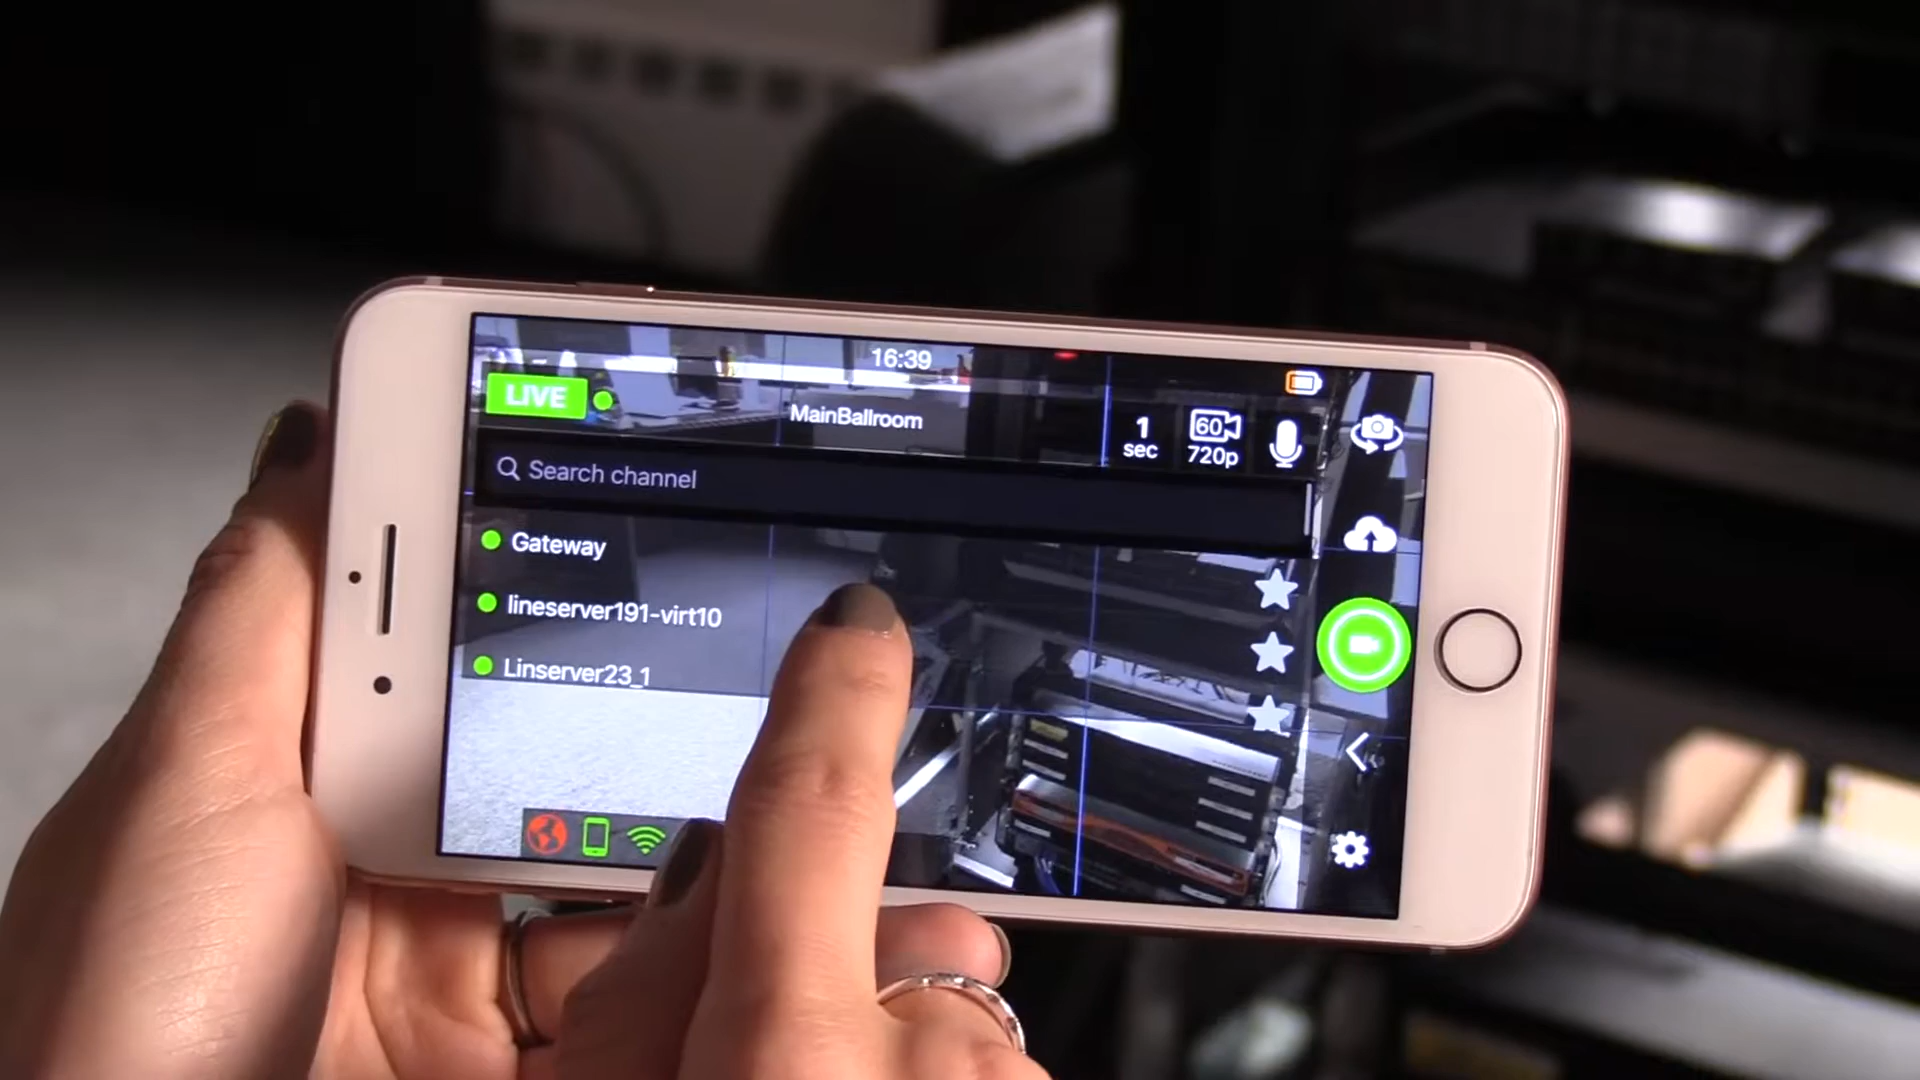 16:39
LIVE
MainBallroom
1
sec
60
720p
Search channel
Gateway
lineserver191-virt10
Linserver23_1